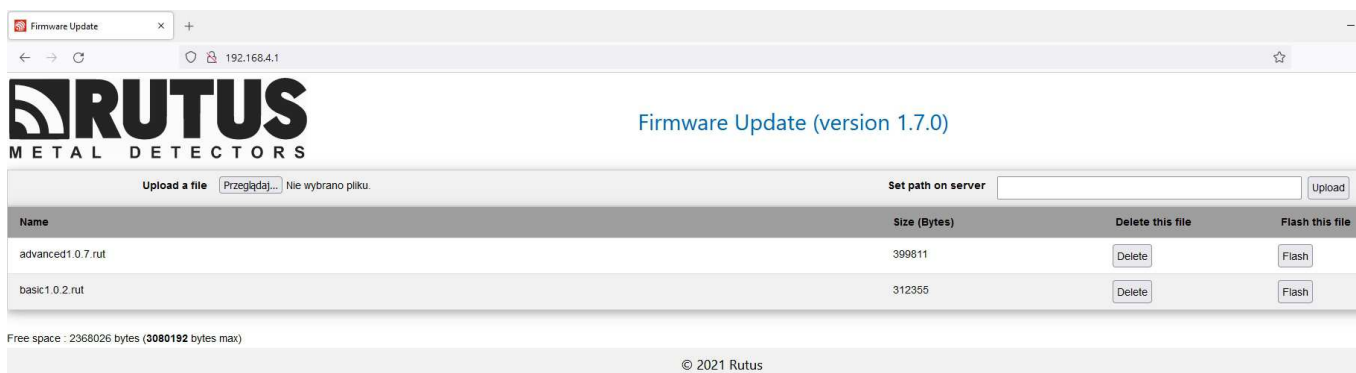 Firmware Update
192.168.4.1
RUTUS
METAL DETECTORS
Firmware Update (version 1.7.0)
Upload a file Przeglądaj... Nie wybrano pliku. Set path on server Upload
Name Size (Bytes) Delete this file Flash this file
advanced1.0.7.rut 399811 Delete Flash
basic1.0.2.rut 312355 Delete Flash
Free space : 2368026 bytes (3080192 bytes max)
© 2021 Rutus